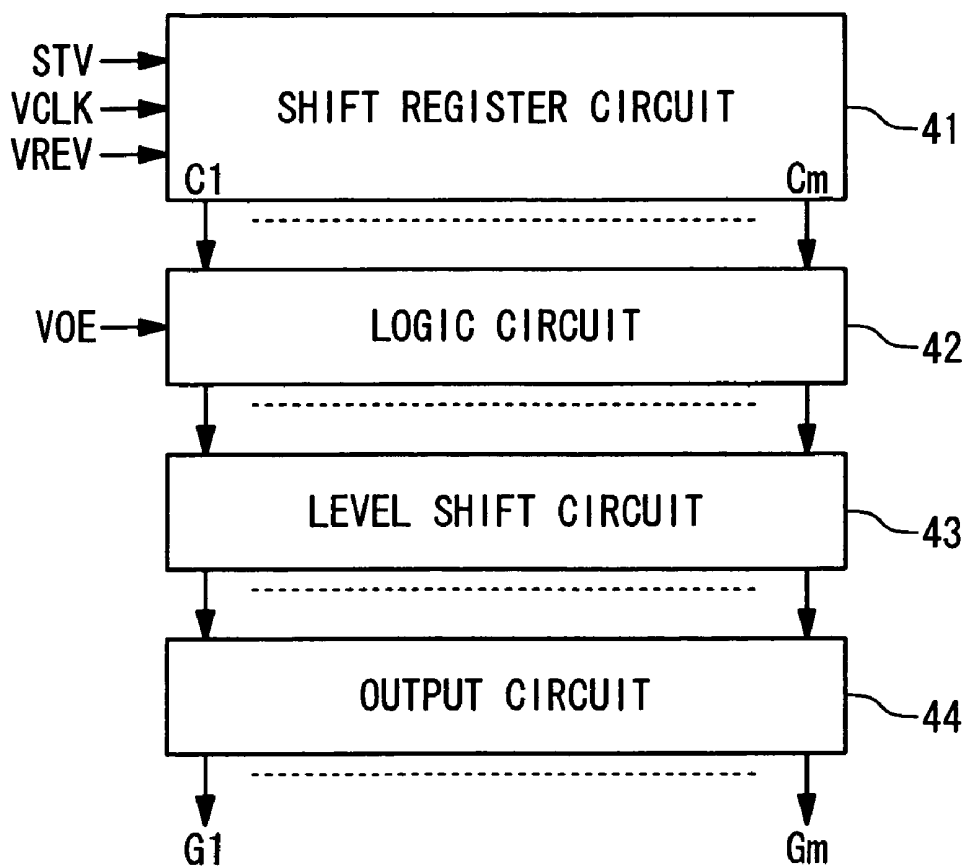 STV
VCLK
VREV
SHIFT REGISTER CIRCUIT
41
C1
Cm
VOE
LOGIC CIRCUIT
42
LEVEL SHIFT CIRCUIT
43
OUTPUT CIRCUIT
44
G1
Gm